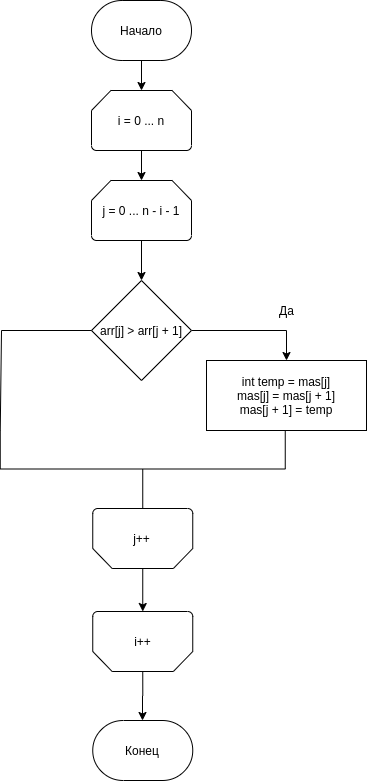 Начало
i = 0 ... n
j = 0 ... n - i - 1
arr[j] > arr[j + 1]
Да
int temp = mas[j]
mas[j] = mas[j + 1]
mas[j + 1] = temp
j++
i++
Конец